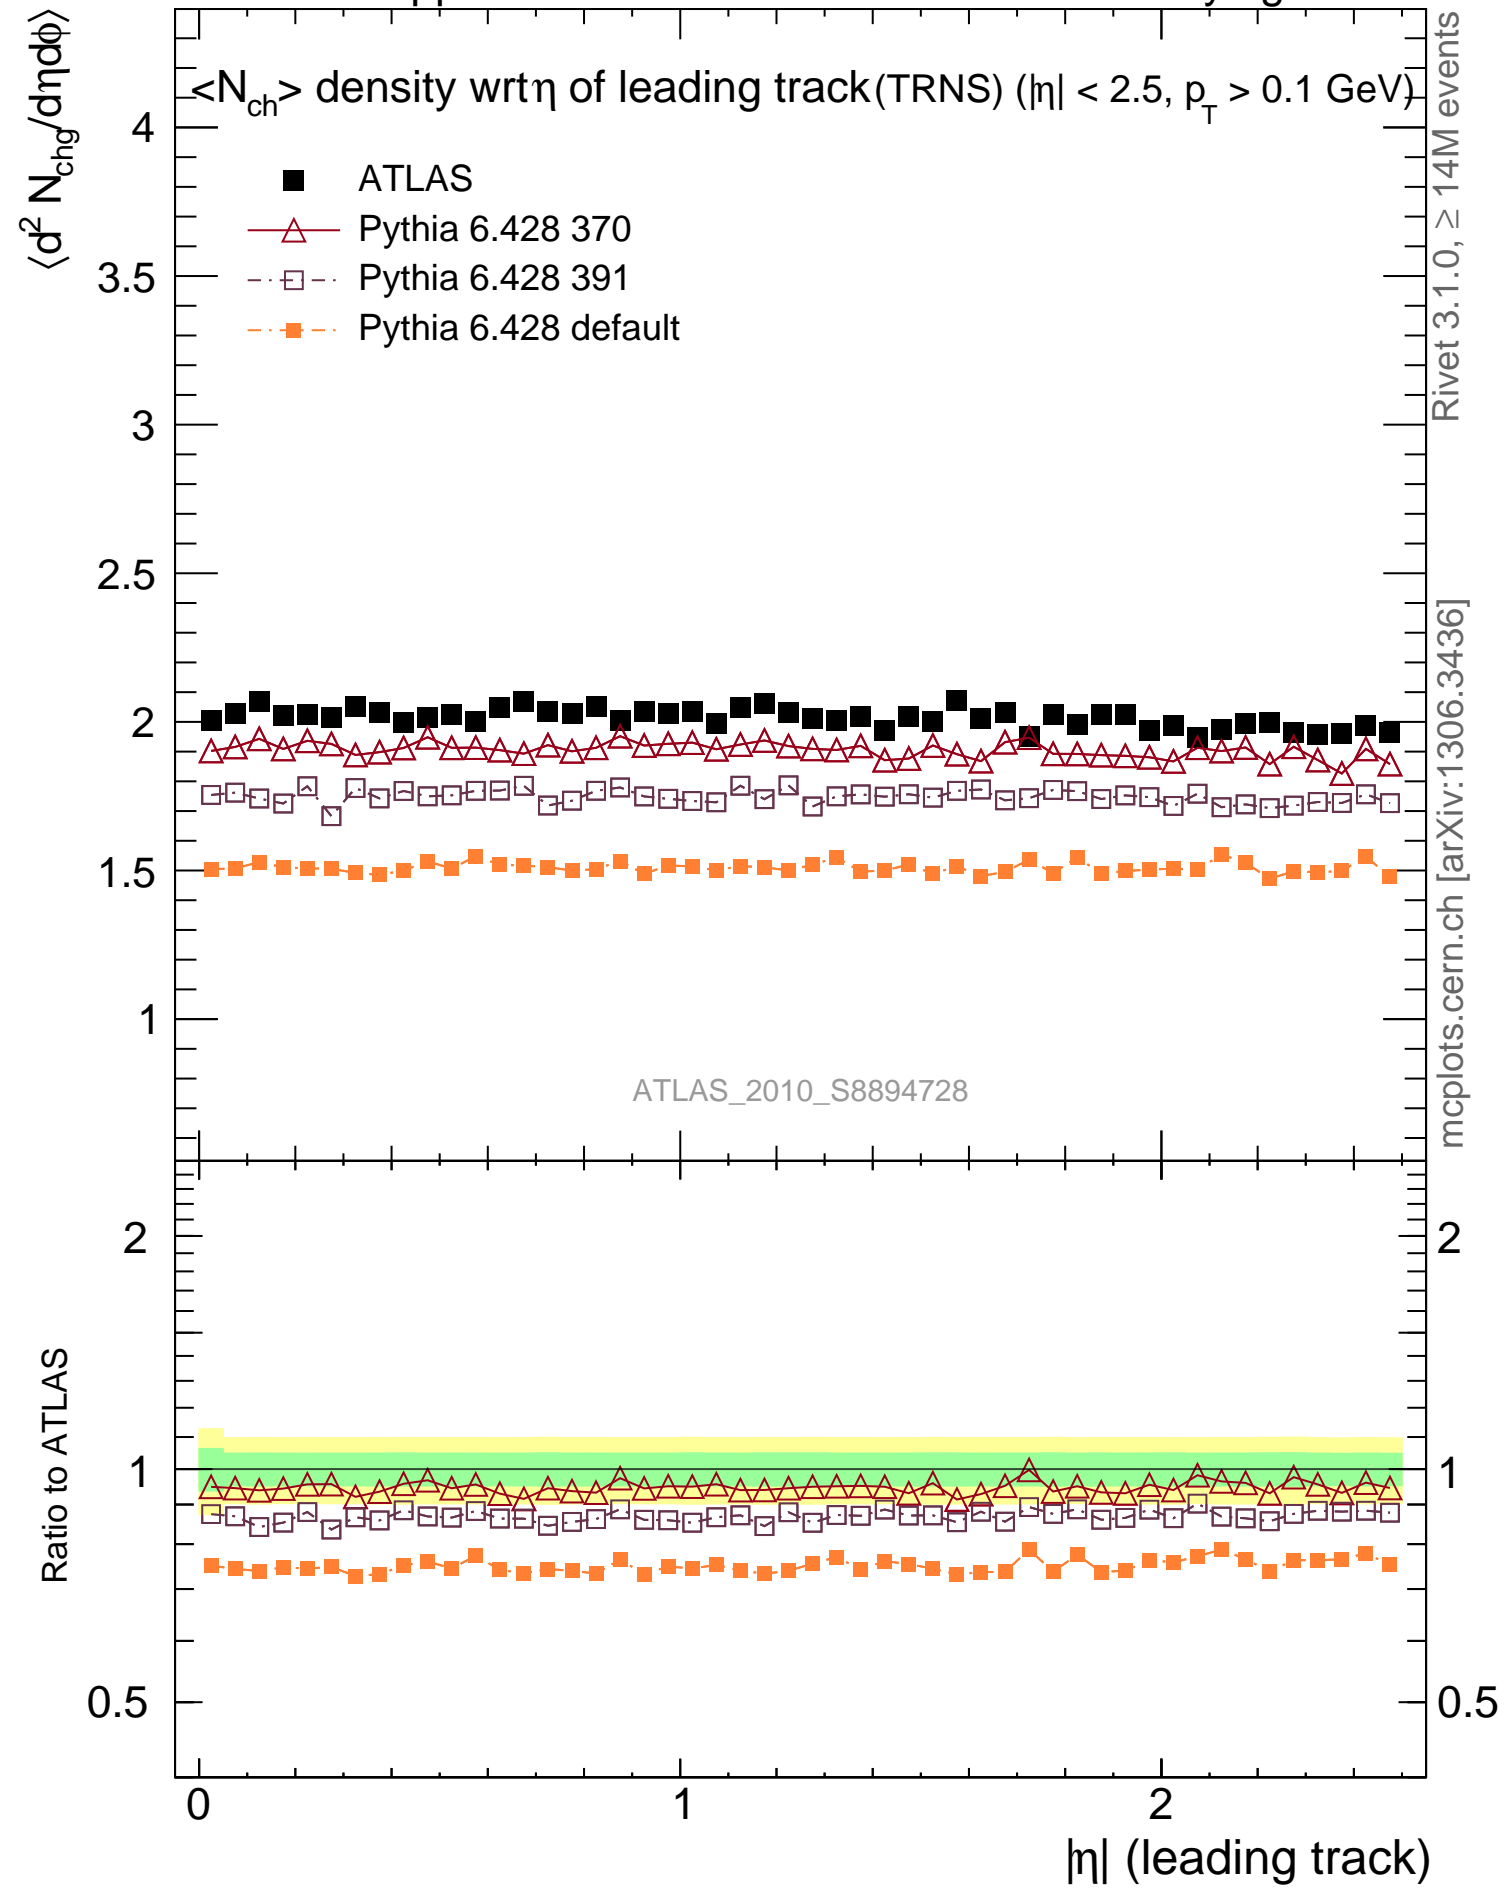 <N_ch> density wrt η of leading track (TRNS) (|η| < 2.5, p_T > 0.1 GeV)
⟨d² N_chg/dηdϕ⟩
ATLAS
Pythia 6.428 370
Pythia 6.428 391
Pythia 6.428 default
4
3.5
3
2.5
2
1.5
1
ATLAS_2010_S8894728
Rivet 3.1.0, ≥ 14M events
mcplots.cern.ch [arXiv:1306.3436]
Ratio to ATLAS
2
1
0.5
2
1
0.5
0
1
2
|η| (leading track)